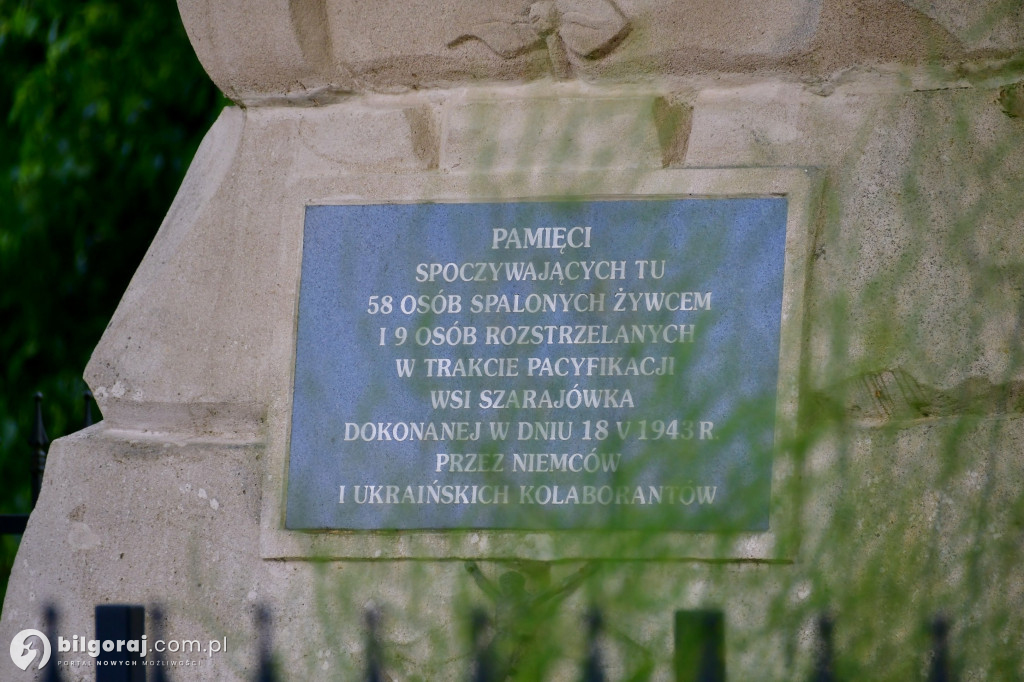 PAMIĘCI
SPOCZYWAJĄCYCH TU
58 OSÓB SPALONYCH ŻYWCEM
I 9 OSÓB ROZSTRZELANYCH
W TRAKCIE PACYFIKACJI
WSI SZARAJÓWKA
DOKONANEJ W DNIU 18 V 1943 R.
PRZEZ NIEMCÓW
I UKRAIŃSKICH KOLABORANTÓW
bilgoraj.com.pl
PORTAL NOWYCH MOŻLIWOŚCI